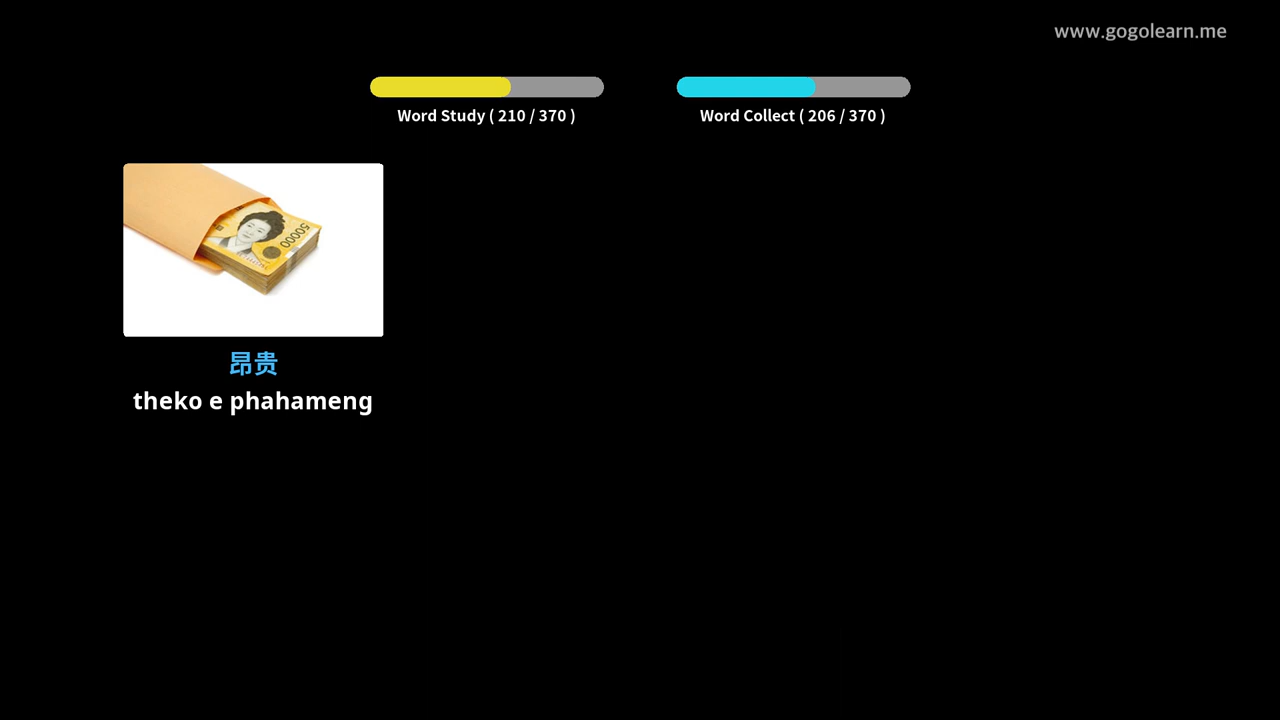 www.gogolearn.me
Word Study ( 210 / 370 )
Word Collect ( 206 / 370 )
50000
昂贵
theko e phahameng